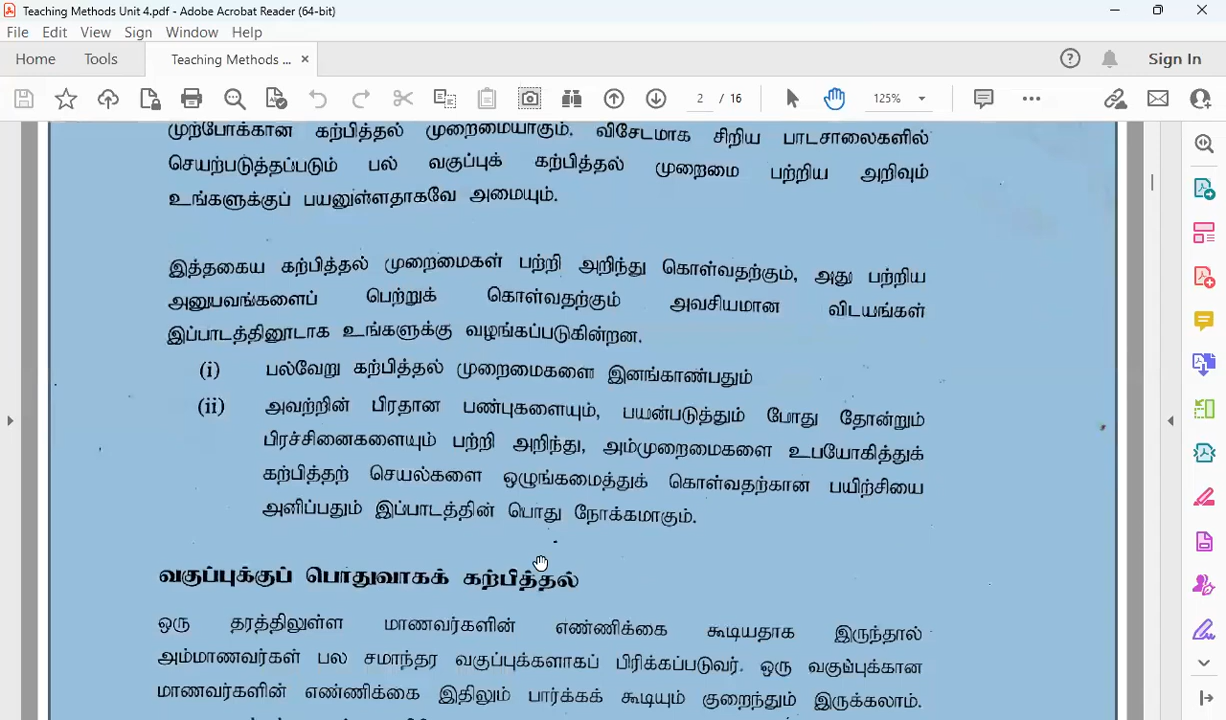 Teaching Methods Unit 4.pdf - Adobe Acrobat Reader (64-bit)
File Edit View Sign Window Help
Home Tools Teaching Methods ... × Sign In
2 / 16 125%
முற்போக்கான கற்பித்தல் முறைமையாகும். விசேடமாக சிறிய பாடசாலைகளில்
செயற்படுத்தப்படும் பல் வகுப்புக் கற்பித்தல் முறைமை பற்றிய அறிவும்
உங்களுக்குப் பயனுள்ளதாகவே அமையும்.
இத்தகைய கற்பித்தல் முறைமைகள் பற்றி அறிந்து கொள்வதற்கும், அது பற்றிய
அனுபவங்களைப் பெற்றுக் கொள்வதற்கும் அவசியமான விடயங்கள்
இப்பாடத்தினூடாக உங்களுக்கு வழங்கப்படுகின்றன.
(i) பல்வேறு கற்பித்தல் முறைமைகளை இனங்காண்பதும்
(ii) அவற்றின் பிரதான பண்புகளையும், பயன்படுத்தும் போது தோன்றும்
பிரச்சினைகளையும் பற்றி அறிந்து, அம்முறைமைகளை உபயோகித்துக்
கற்பித்தற் செயல்களை ஒழுங்கமைத்துக் கொள்வதற்கான பயிற்சியை
அளிப்பதும் இப்பாடத்தின் பொது நோக்கமாகும்.
வகுப்புக்குப் பொதுவாகக் கற்பித்தல்
ஒரு தரத்திலுள்ள மாணவர்களின் எண்ணிக்கை கூடியதாக இருந்தால்
அம்மாணவர்கள் பல சமாந்தர வகுப்புக்களாகப் பிரிக்கப்படுவர். ஒரு வகுப்புக்கான
மாணவர்களின் எண்ணிக்கை இதிலும் பார்க்கக் கூடியும் குறைந்தும் இருக்கலாம்.